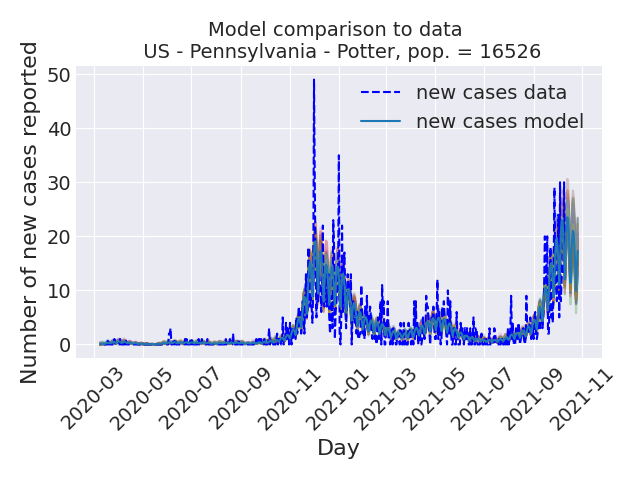 Model comparison to data
US - Pennsylvania - Potter, pop. = 16526
Number of new cases reported
50
40
30
20
10
0
new cases data
new cases model
2020-03
2020-05
2020-07
2020-09
2020-11
2021-01
2021-03
2021-05
2021-07
2021-09
2021-11
Day